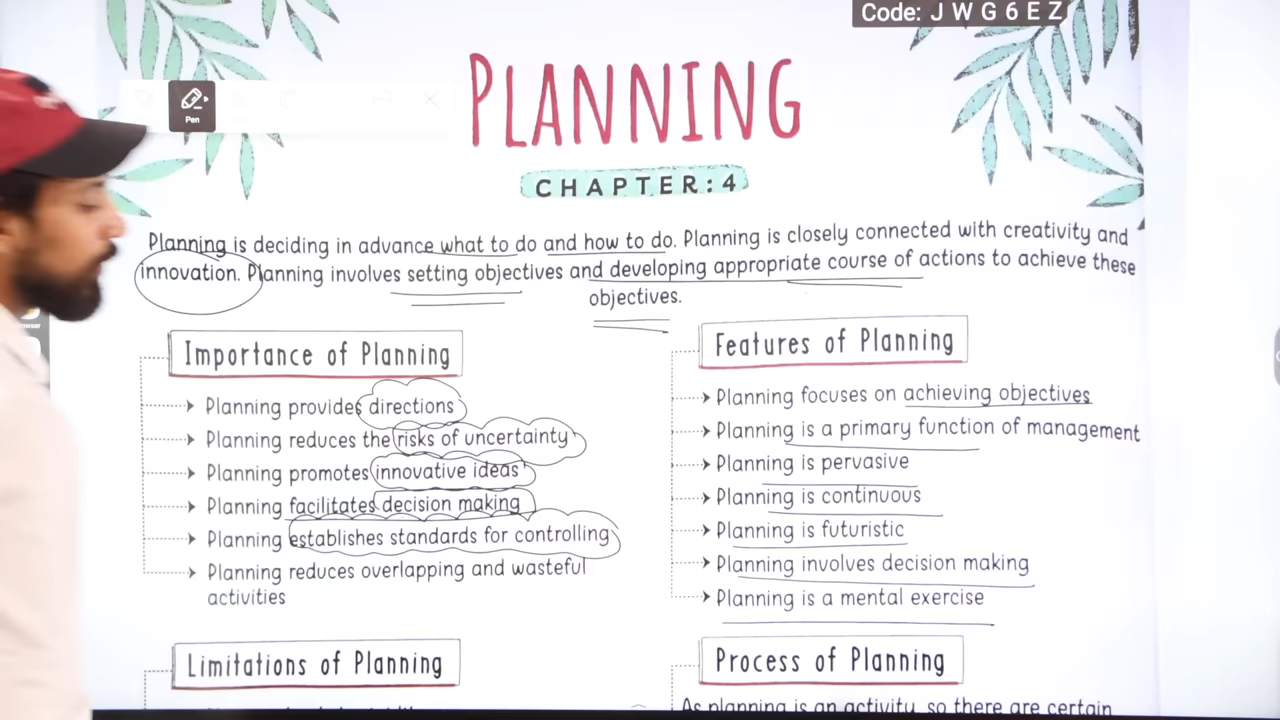 Code: J W G 6 E Z
PLANNING
Pen
CHAPTER:4
Planning is deciding in advance what to do and how to do. Planning is closely connected with creativity and
innovation. Planning involves setting objectives and developing appropriate course of actions to achieve these
objectives.
Importance of Planning
Planning provides directions
Planning reduces the risks of uncertainty
Planning promotes innovative ideas
Planning facilitates decision making
Planning establishes standards for controlling
Planning reduces overlapping and wasteful
activities
Features of Planning
Planning focuses on achieving objectives
Planning is a primary function of management
Planning is pervasive
Planning is continuous
Planning is futuristic
Planning involves decision making
Planning is a mental exercise
Limitations of Planning
Process of Planning
As planning is an activity, so there are certain